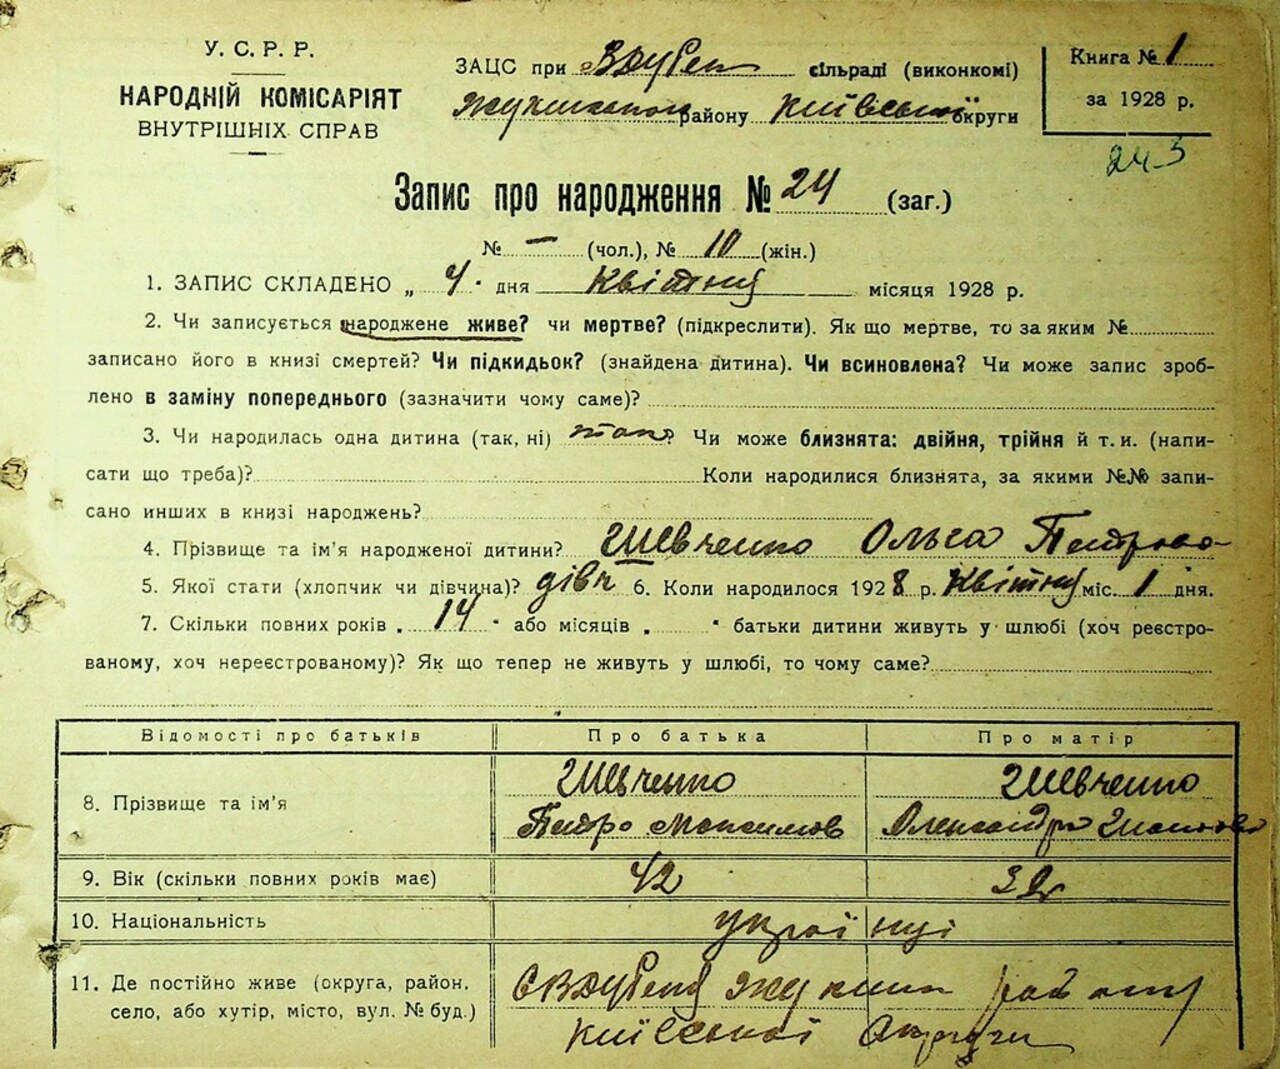 У. С. Р. Р.
НАРОДНІЙ КОМІСАРІЯТ
ВНУТРІШНІХ СПРАВ
ЗАЦС при сільраді (виконкомі)
району Київської округи
Книга № 1
за 1928 р.
243
Запис про народження № 24 (заг.)
№ — (чол.), № 10 (жін.)
1. ЗАПИС СКЛАДЕНО „ 4 " дня Квітня місяця 1928 р.
2. Чи записується народжене живе? чи мертве? (підкреслити). Як що мертве, то за яким №
записано його в книзі смертей? Чи підкидьок? (знайдена дитина). Чи всиновлена? Чи може запис зроб-
лено в заміну попереднього (зазначити чому саме)?
3. Чи народилась одна дитина (так, ні) так? Чи може близнята: двійня, трійня й т. и. (напи-
сати що треба)? Коли народилися близнята, за якими №№ запи-
сано инших в книзі народжень?
4. Прізвище та ім'я народженої дитини? Шевченко Ольга Петрова
5. Якої стати (хлопчик чи дівчина)? дівч 6. Коли народилося 1928 р. Квітня міс. 1 дня.
7. Скільки повних років „ 14 " або місяців „ " батьки дитини живуть у шлюбі (хоч реєстро-
ваному, хоч нереєстрованому)? Як що тепер не живуть у шлюбі, то чому саме?
Відомості про батьків Про батька Про матір
8. Прізвище та ім'я Шевченко Петро Максимов Шевченко Олександра
9. Вік (скільки повних років має) 42 32
10. Національність українці
11. Де постійно живе (округа, район,
село, або хутір, місто, вул. № буд.) району
Київської Округи